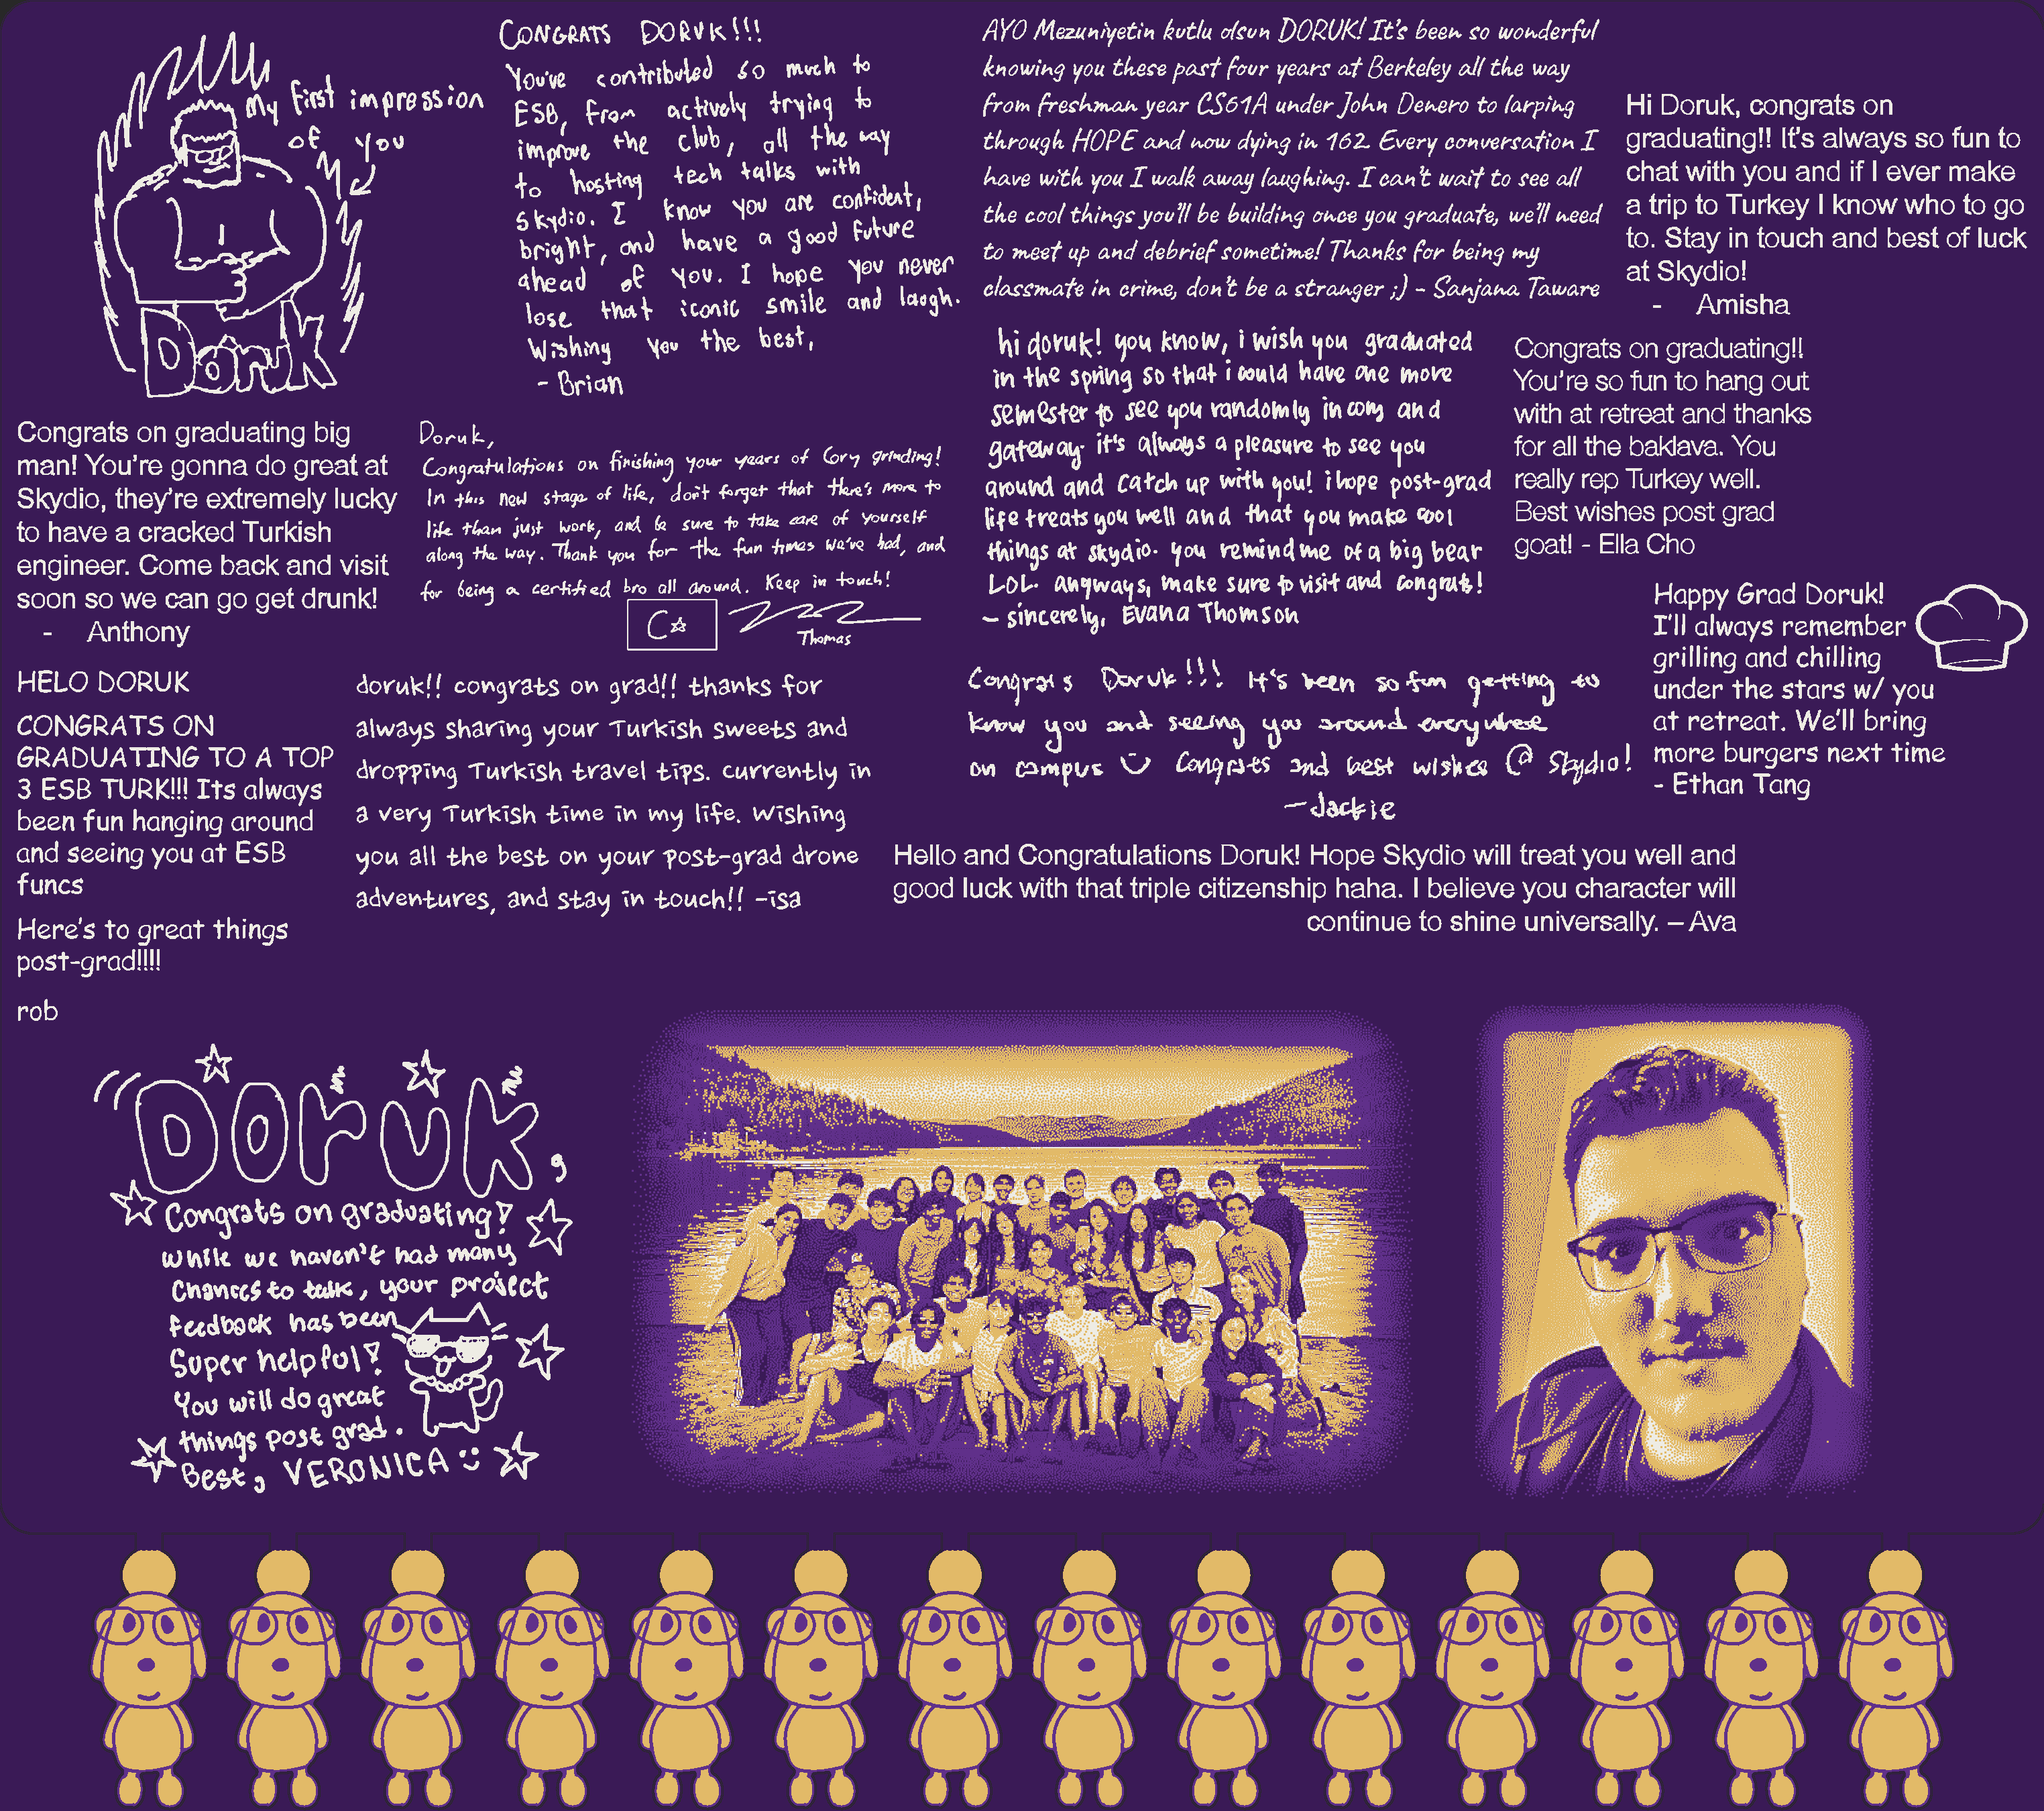 My first impression
of you
Doruk
CONGRATS DORUK!!!
You've contributed so much to
ESB, from actively trying to
improve the club, all the way
to hosting tech talks with
Skydio. I know you are confident,
bright, and have a good future
ahead of you. I hope you never
lose that iconic smile and laugh.
Wishing you the best,
- Brian
AYO Mezuniyetin kutlu olsun DORUK! It's been so wonderful
knowing you these past four years at Berkeley all the way
from freshman year CS61A under John Denero to larping
through HOPE and now dying in 162. Every conversation I
have with you I walk away laughing. I can't wait to see all
the cool things you'll be building once you graduate, we'll need
to meet up and debrief sometime! Thanks for being my
classmate in crime, don't be a stranger ;) - Sanjana Taware
Hi Doruk, congrats on
graduating!! It's always so fun to
chat with you and if I ever make
a trip to Turkey I know who to go
to. Stay in touch and best of luck
at Skydio!
- Amisha
hi doruk! you know, i wish you graduated
in the spring so that i could have one more
semester to see you randomly in cory and
gateway. it's always a pleasure to see you
around and catch up with you! i hope post-grad
life treats you well and that you make cool
things at skydio. you remind me of a big bear
LOL. anyways, make sure to visit and congrats!
- sincerely, Evana Thomson
Congrats on graduating!!
You're so fun to hang out
with at retreat and thanks
for all the baklava. You
really rep Turkey well.
Best wishes post grad
goat! - Ella Cho
Congrats on graduating big
man! You're gonna do great at
Skydio, they're extremely lucky
to have a cracked Turkish
engineer. Come back and visit
soon so we can go get drunk!
- Anthony
Doruk,
Congratulations on finishing your years of Cory grinding!
In this new stage of life, don't forget that there's more to
life than just work, and be sure to take care of yourself
along the way. Thank you for the fun times we've had, and
for being a certified bro all around. Keep in touch!
Thomas
Happy Grad Doruk!
I'll always remember
grilling and chilling
under the stars w/ you
at retreat. We'll bring
more burgers next time
- Ethan Tang
HELO DORUK
CONGRATS ON
GRADUATING TO A TOP
3 ESB TURK!!! Its always
been fun hanging around
and seeing you at ESB
funcs
Here's to great things
post-grad!!!!
rob
doruk!! congrats on grad!! thanks for
always sharing your Turkish sweets and
dropping Turkish travel tips. currently in
a very Turkish time in my life. wishing
you all the best on your post-grad drone
adventures, and stay in touch!! -isa
Congrats Doruk!!! It's been so fun getting to
know you and seeing you around everywhere
on campus Congrats and best wishes @ Skydio!
- Jackie
Hello and Congratulations Doruk! Hope Skydio will treat you well and
good luck with that triple citizenship haha. I believe you character will
continue to shine universally. – Ava
Doruk,
Congrats on graduating!
While we haven't had many
chances to talk, your project
feedback has been
super helpful!
You will do great
things post grad.
Best, VERONICA :)